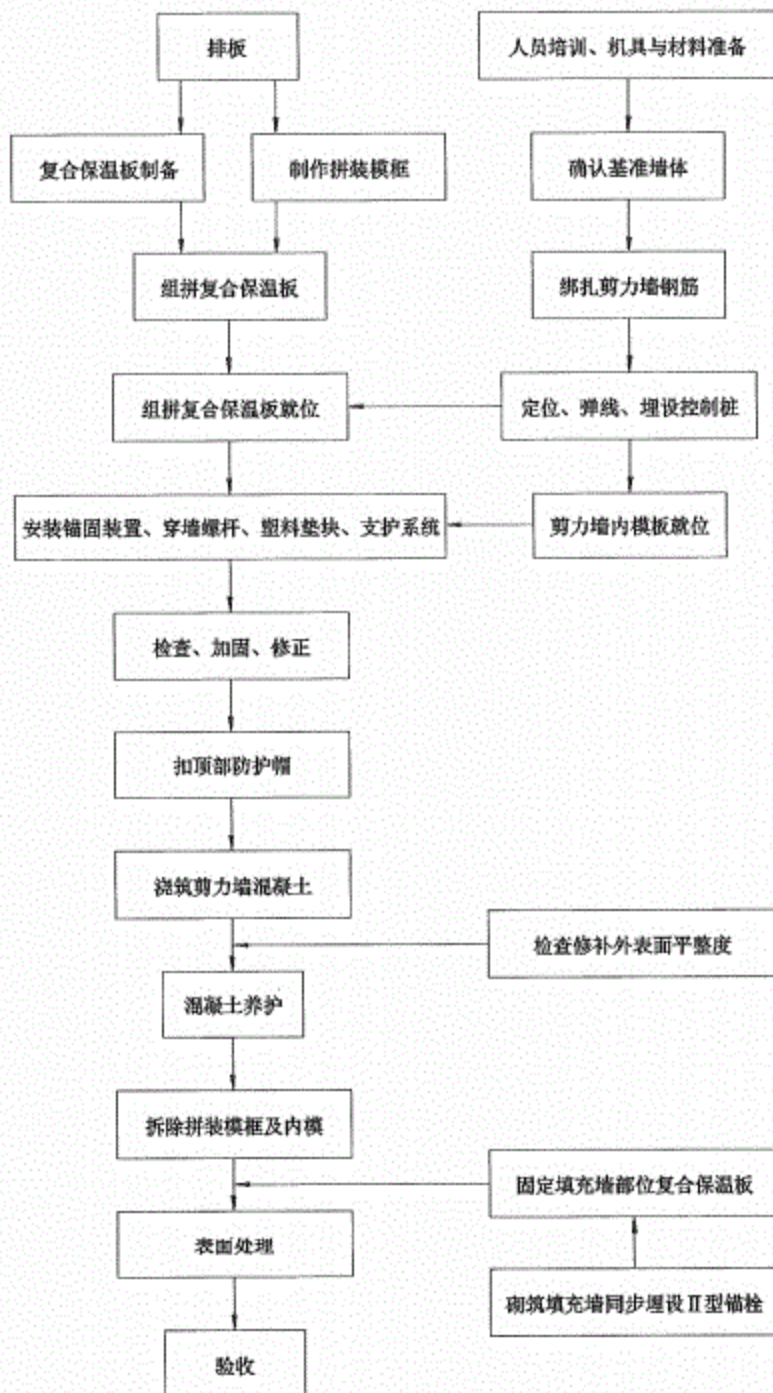 排板
人员培训、机具与材料准备
复合保温板制备
制作拼装模框
确认基准墙体
组拼复合保温板
绑扎剪力墙钢筋
组拼复合保温板就位
定位、弹线、埋设控制桩
安装锚固装置、穿墙螺杆、塑料垫块、支护系统
剪力墙内模板就位
检查、加固、修正
扣顶部防护帽
浇筑剪力墙混凝土
检查修补外表面平整度
混凝土养护
拆除拼装模框及内模
固定填充墙部位复合保温板
表面处理
砌筑填充墙同步埋设Ⅱ型锚栓
验收